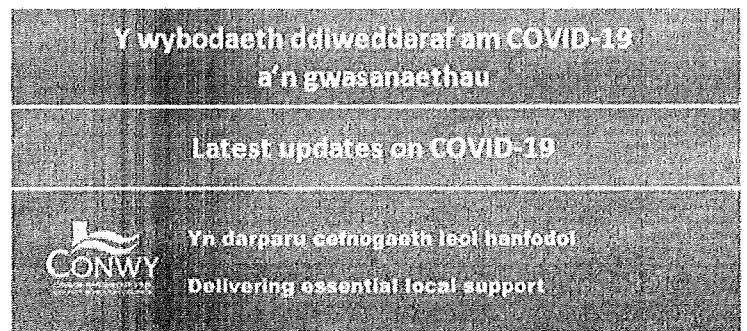 Y wybodaeth ddiweddaraf am COVID-19
a'n gwasanaethau
Latest updates on COVID-19
Yn darparu cefnogaeth leol hanfodol
CONWY
Delivering essential local support